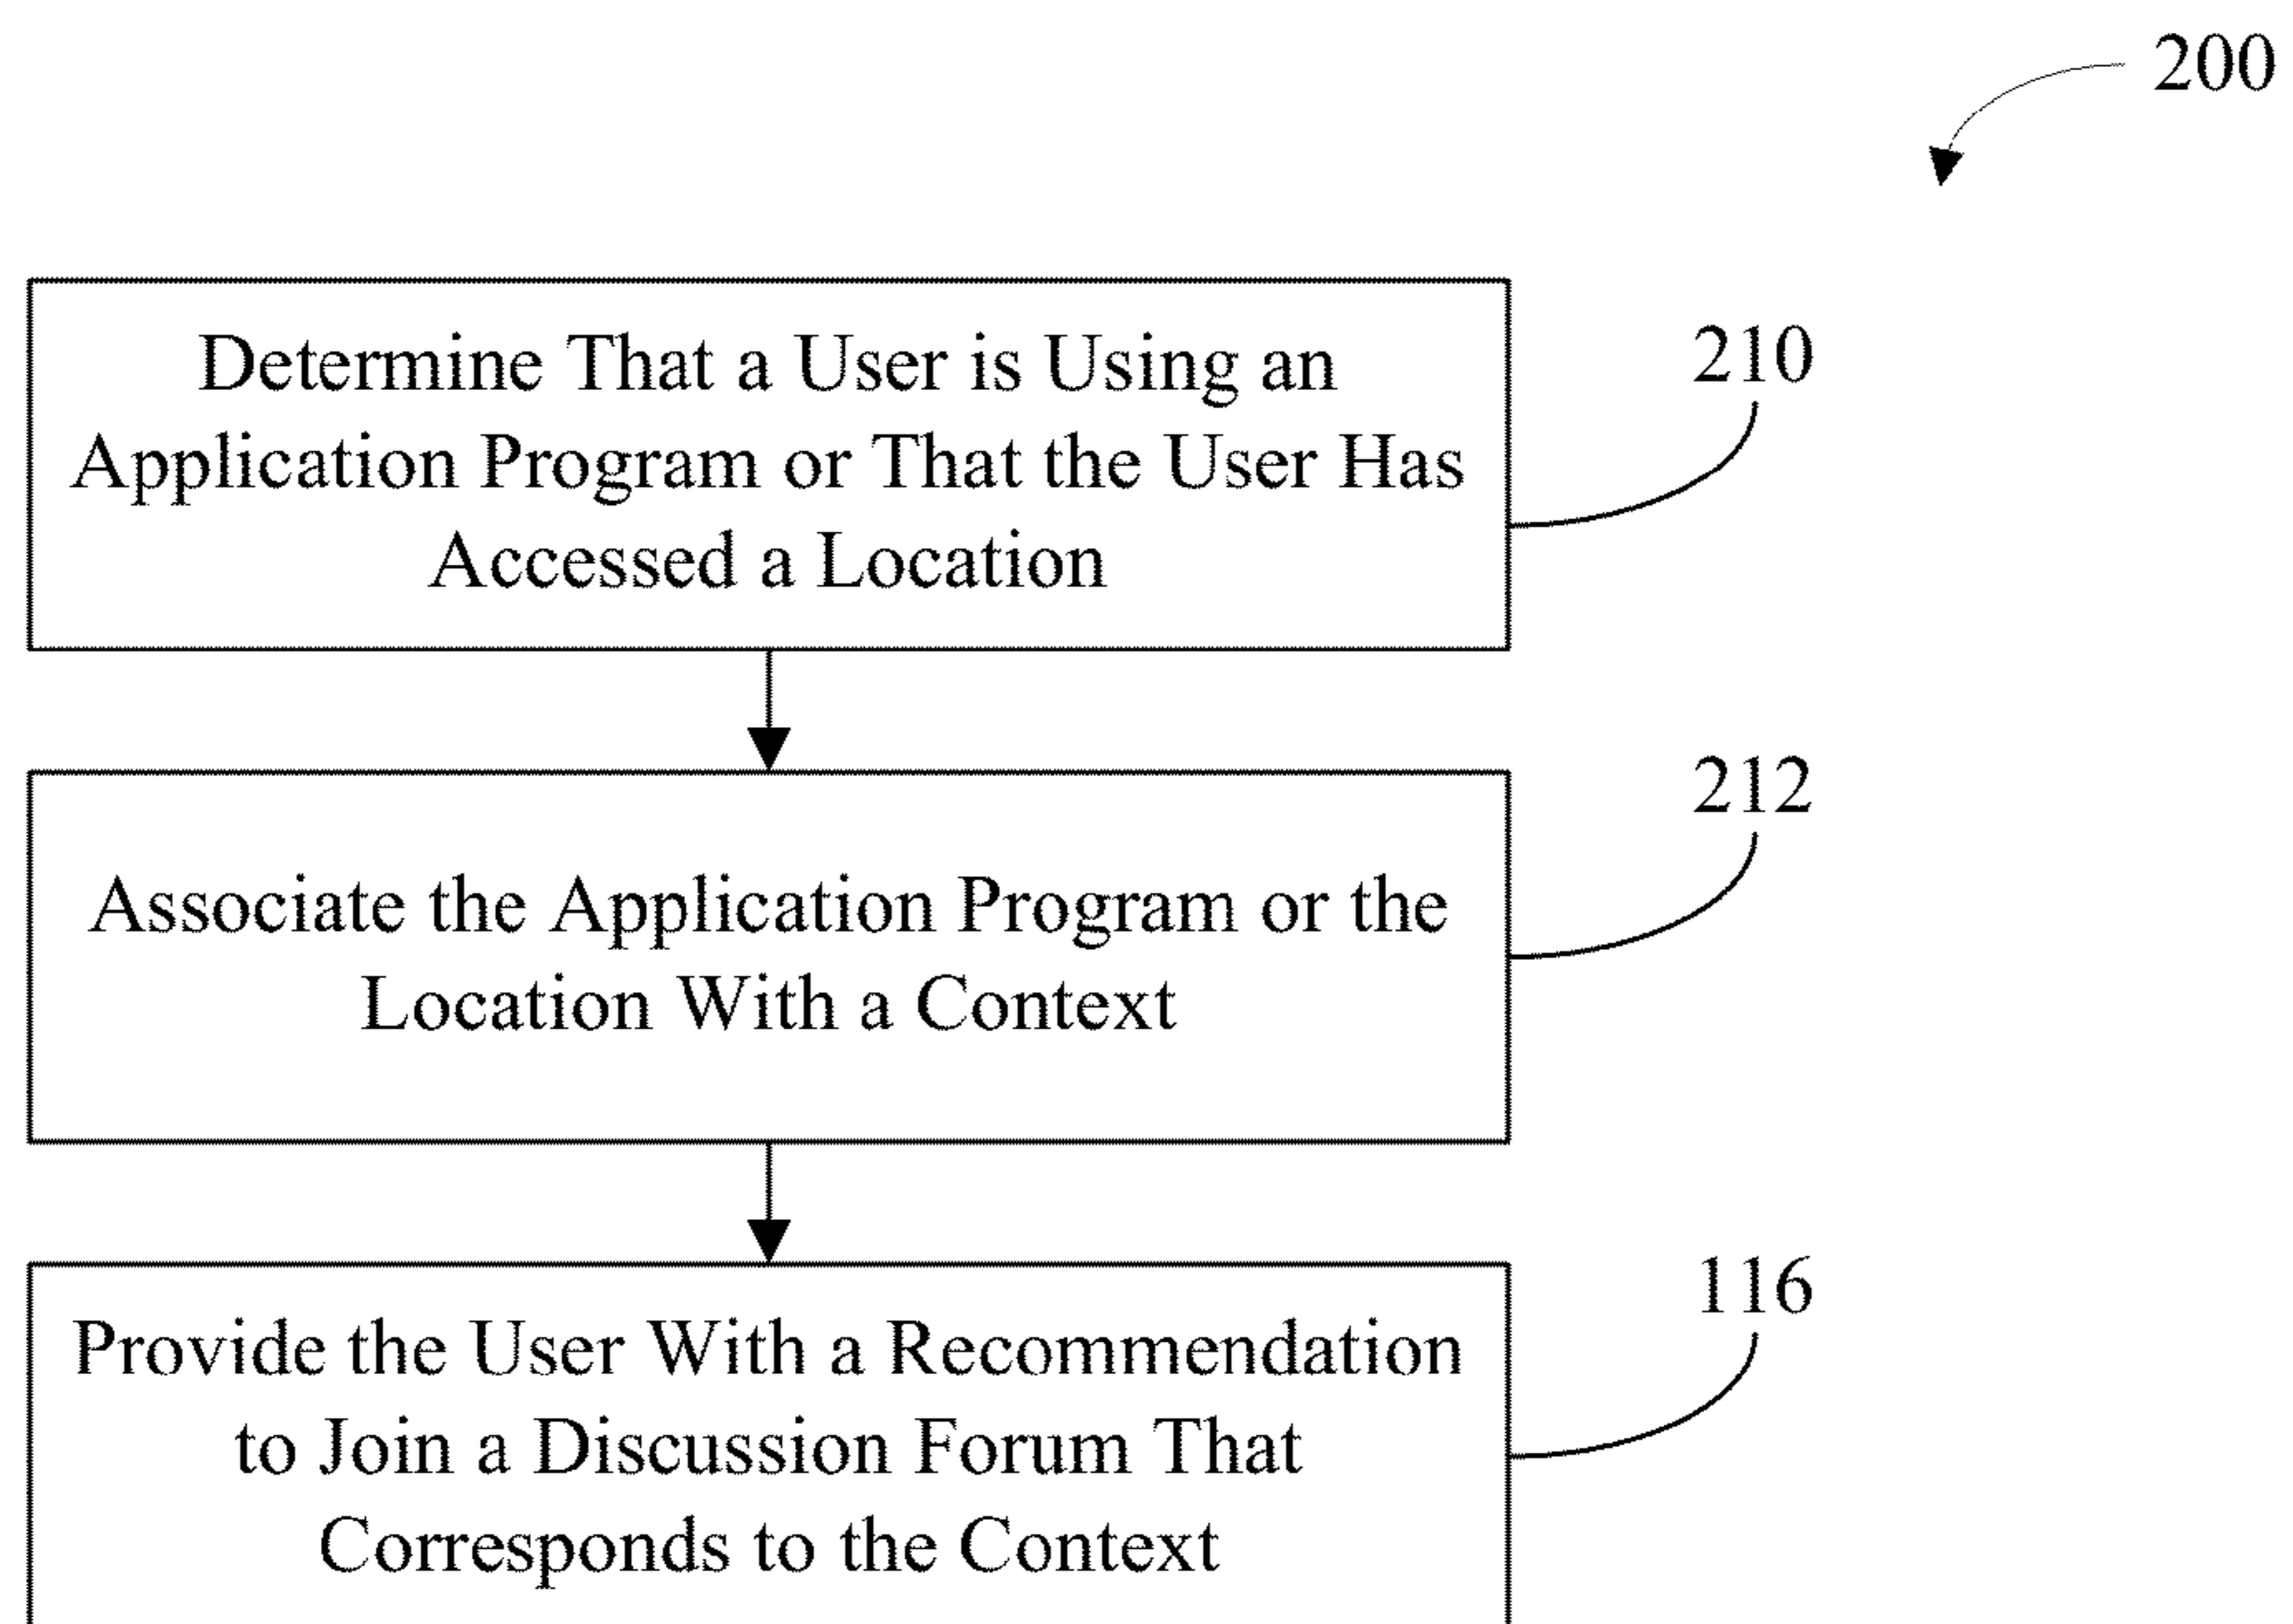 200
Determine That a User is Using an
Application Program or That the User Has
Accessed a Location
210
Associate the Application Program or the
Location With a Context
212
Provide the User With a Recommendation
to Join a Discussion Forum That
Corresponds to the Context
116